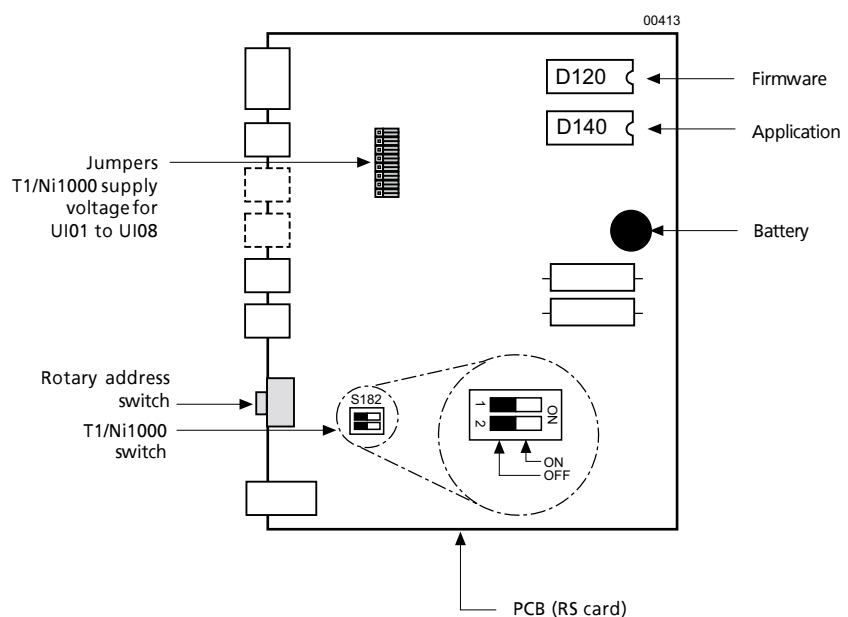 00413
D120
Firmware
D140
Application
Jumpers
T1/Ni1000 supply
voltage for
UI01 to UI08
Battery
Rotary address
switch
T1/Ni1000
switch
S182
1
2
ON
ON
OFF
PCB (RS card)